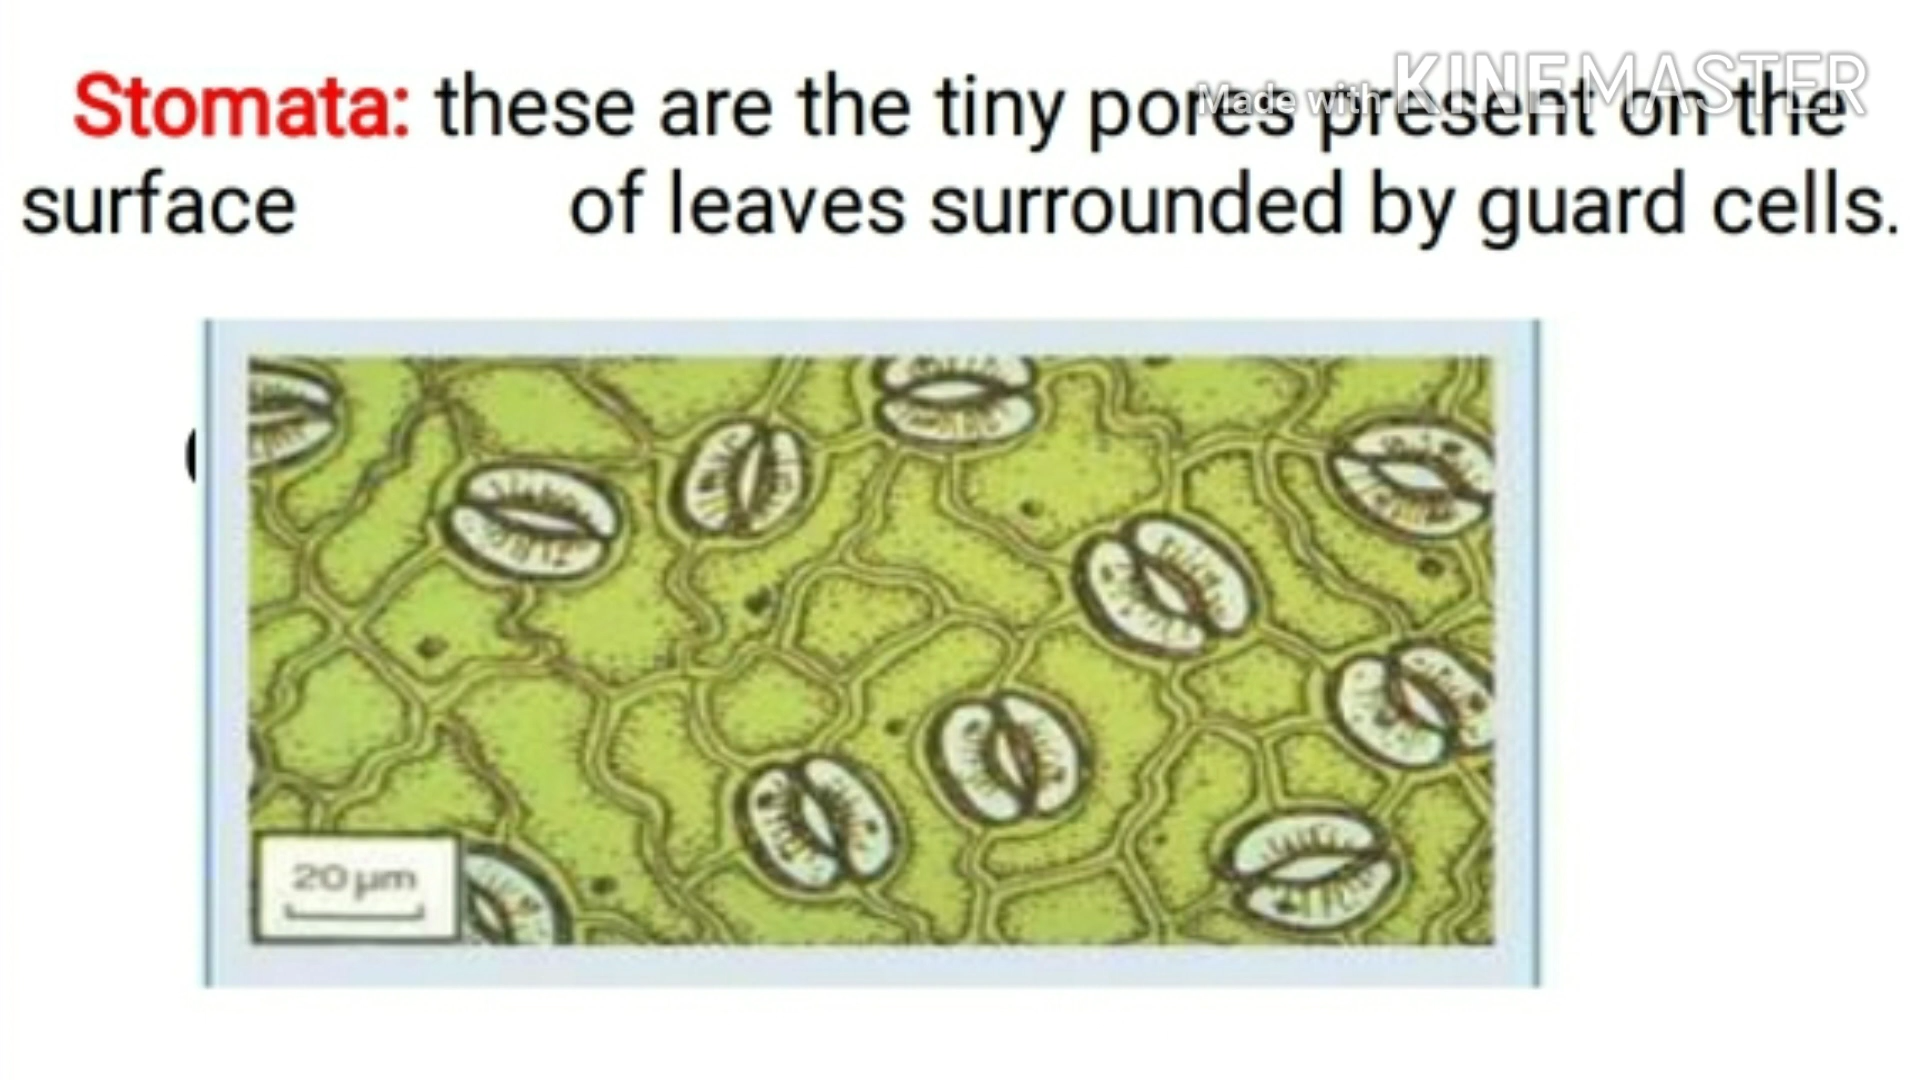 Made with KINEMASTER
Stomata: these are the tiny pores present on the
surface of leaves surrounded by guard cells.
20 µm